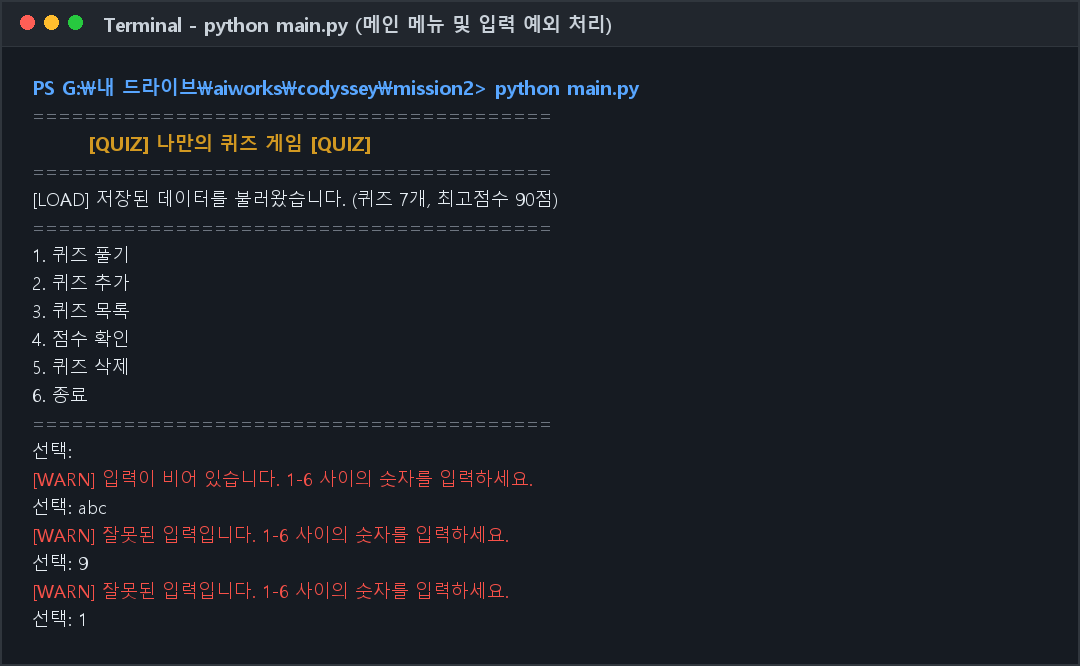 Terminal - python main.py (메인 메뉴 및 입력 예외 처리)
PS G:₩내 드라이브₩aiworks₩codyssey₩mission2> python main.py
========================================
[QUIZ] 나만의 퀴즈 게임 [QUIZ]
========================================
[LOAD] 저장된 데이터를 불러왔습니다. (퀴즈 7개, 최고점수 90점)
========================================
1. 퀴즈 풀기
2. 퀴즈 추가
3. 퀴즈 목록
4. 점수 확인
5. 퀴즈 삭제
6. 종료
========================================
선택:
[WARN] 입력이 비어 있습니다. 1-6 사이의 숫자를 입력하세요.
선택: abc
[WARN] 잘못된 입력입니다. 1-6 사이의 숫자를 입력하세요.
선택: 9
[WARN] 잘못된 입력입니다. 1-6 사이의 숫자를 입력하세요.
선택: 1